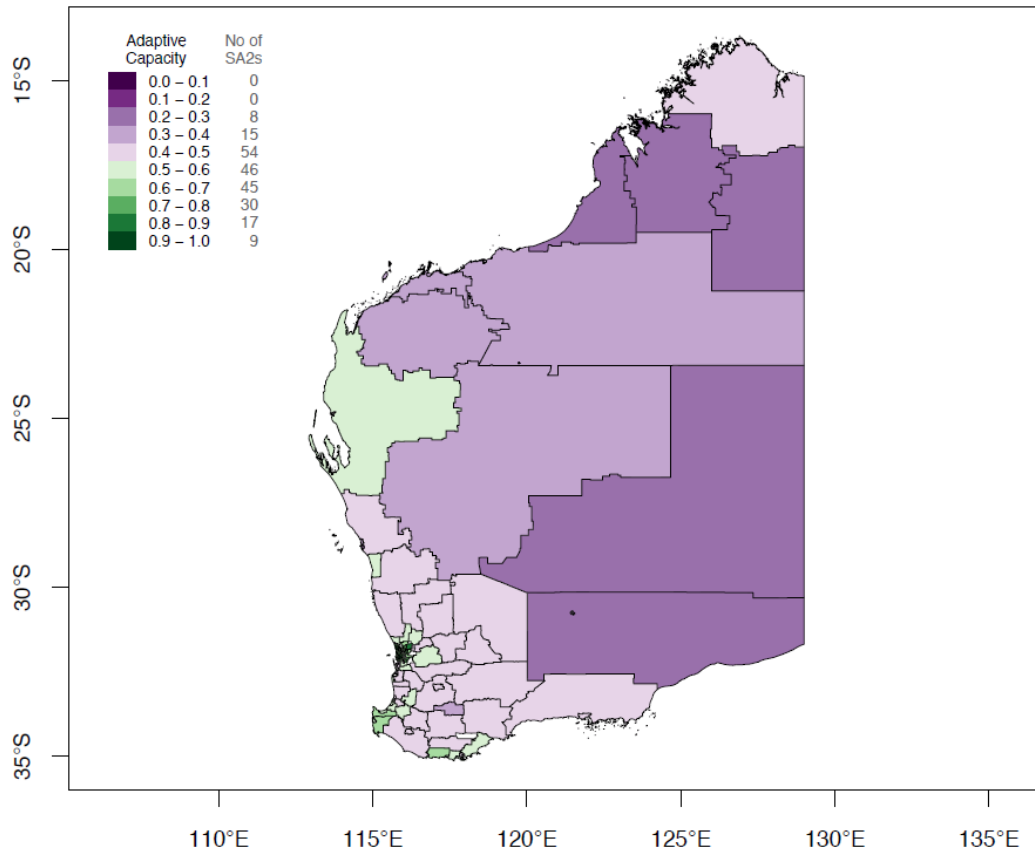 Adaptive No of
Capacity SA2s
0.0 – 0.1 0
0.1 – 0.2 0
0.2 – 0.3 8
0.3 – 0.4 15
0.4 – 0.5 54
0.5 – 0.6 46
0.6 – 0.7 45
0.7 – 0.8 30
0.8 – 0.9 17
0.9 – 1.0 9
15°S
20°S
25°S
30°S
35°S
110°E 115°E 120°E 125°E 130°E 135°E